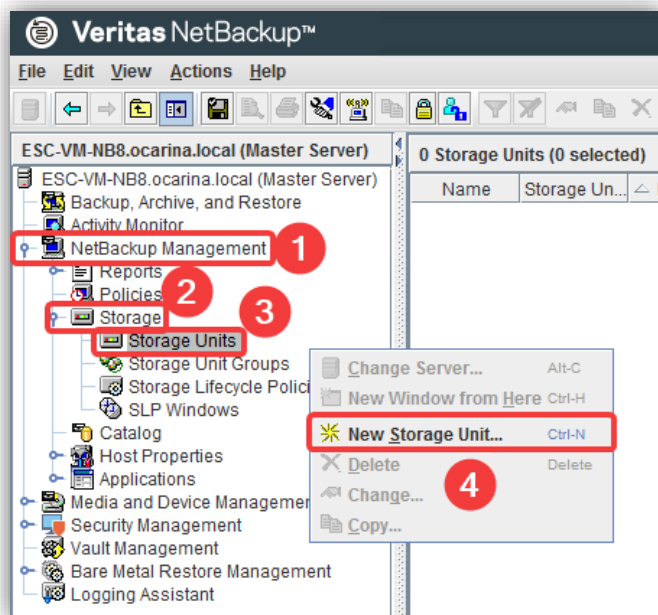 Veritas NetBackup™
File Edit View Actions Help
ESC-VM-NB8.ocarina.local (Master Server)
0 Storage Units (0 selected)
Name Storage Un...
ESC-VM-NB8.ocarina.local (Master Server)
Backup, Archive, and Restore
Activity Monitor
NetBackup Management 1
Reports
Policies 2
Storage 3
Storage Units
Storage Unit Groups
Storage Lifecycle Polici
SLP Windows
Catalog
Host Properties
Applications
Media and Device Managemer
Security Management
Vault Management
Bare Metal Restore Management
Logging Assistant
Change Server... Alt-C
New Window from Here Ctrl-H
New Storage Unit... Ctrl-N
Delete Delete
Change... 4
Copy...